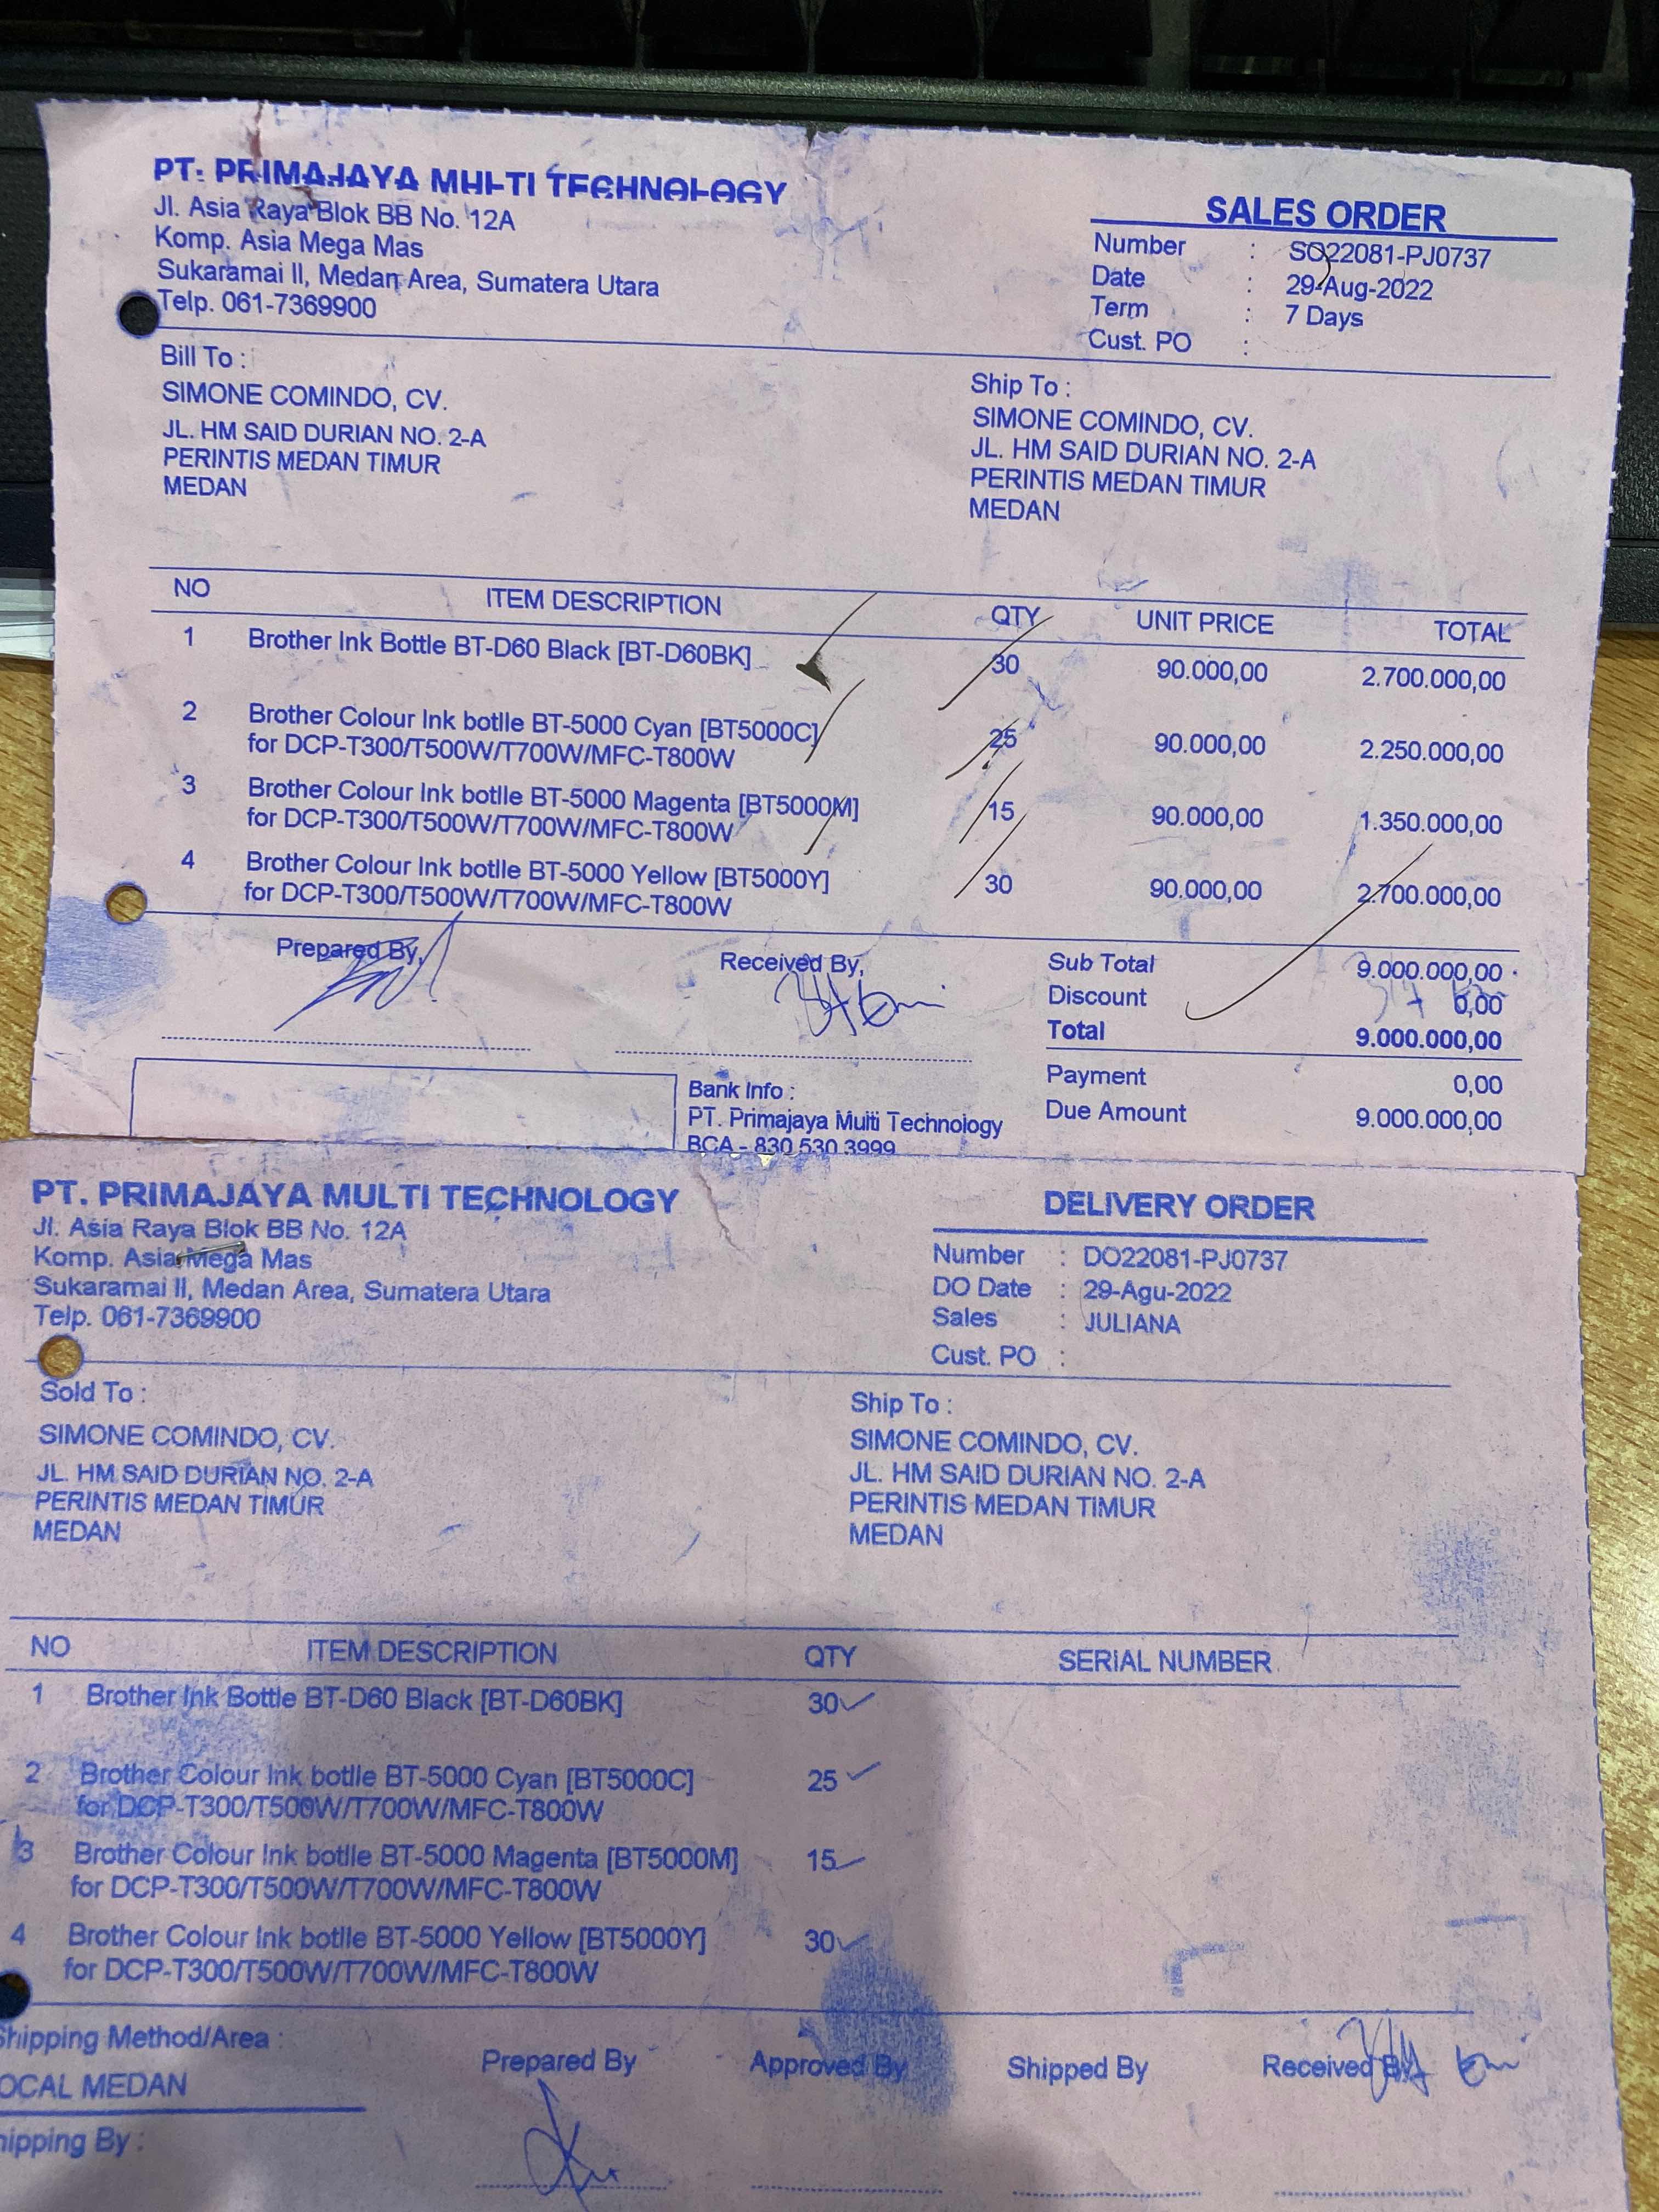 PT. PRIMAJAYA MULTI TECHNOLOGY
Jl. Asia Raya Blok BB No. 12A
Komp. Asia Mega Mas
Sukaramai II, Medan Area, Sumatera Utara
Telp. 061-7369900
SALES ORDER
Number : SO22081-PJ0737
Date : 29-Aug-2022
Term : 7 Days
Cust. PO :
Bill To :
SIMONE COMINDO, CV.
JL. HM SAID DURIAN NO. 2-A
PERINTIS MEDAN TIMUR
MEDAN
Ship To :
SIMONE COMINDO, CV.
JL. HM SAID DURIAN NO. 2-A
PERINTIS MEDAN TIMUR
MEDAN
NO ITEM DESCRIPTION QTY UNIT PRICE TOTAL
1 Brother Ink Bottle BT-D60 Black [BT-D60BK] 30 90.000,00 2.700.000,00
2 Brother Colour Ink botlle BT-5000 Cyan [BT5000C] 25 90.000,00 2.250.000,00
for DCP-T300/T500W/T700W/MFC-T800W
3 Brother Colour Ink botlle BT-5000 Magenta [BT5000M] 15 90.000,00 1.350.000,00
for DCP-T300/T500W/T700W/MFC-T800W
4 Brother Colour Ink botlle BT-5000 Yellow [BT5000Y] 30 90.000,00 2.700.000,00
for DCP-T300/T500W/T700W/MFC-T800W
Prepared By, Received By,
Sub Total 9.000.000,00
Discount 0,00
Total 9.000.000,00
Payment 0,00
Due Amount 9.000.000,00
Bank Info :
PT. Primajaya Multi Technology
BCA - 830 530 3999
PT. PRIMAJAYA MULTI TECHNOLOGY
Jl. Asia Raya Blok BB No. 12A
Komp. Asia Mega Mas
Sukaramai II, Medan Area, Sumatera Utara
Telp. 061-7369900
DELIVERY ORDER
Number : DO22081-PJ0737
DO Date : 29-Agu-2022
Sales : JULIANA
Cust. PO :
Sold To :
SIMONE COMINDO, CV.
JL. HM SAID DURIAN NO. 2-A
PERINTIS MEDAN TIMUR
MEDAN
Ship To :
SIMONE COMINDO, CV.
JL. HM SAID DURIAN NO. 2-A
PERINTIS MEDAN TIMUR
MEDAN
NO ITEM DESCRIPTION QTY SERIAL NUMBER
1 Brother Ink Bottle BT-D60 Black [BT-D60BK] 30
2 Brother Colour Ink botlle BT-5000 Cyan [BT5000C] 25
for DCP-T300/T500W/T700W/MFC-T800W
3 Brother Colour Ink botlle BT-5000 Magenta [BT5000M] 15
for DCP-T300/T500W/T700W/MFC-T800W
4 Brother Colour Ink botlle BT-5000 Yellow [BT5000Y] 30
for DCP-T300/T500W/T700W/MFC-T800W
hipping Method/Area :
OCAL MEDAN
hipping By :
Prepared By Approved By Shipped By Received By